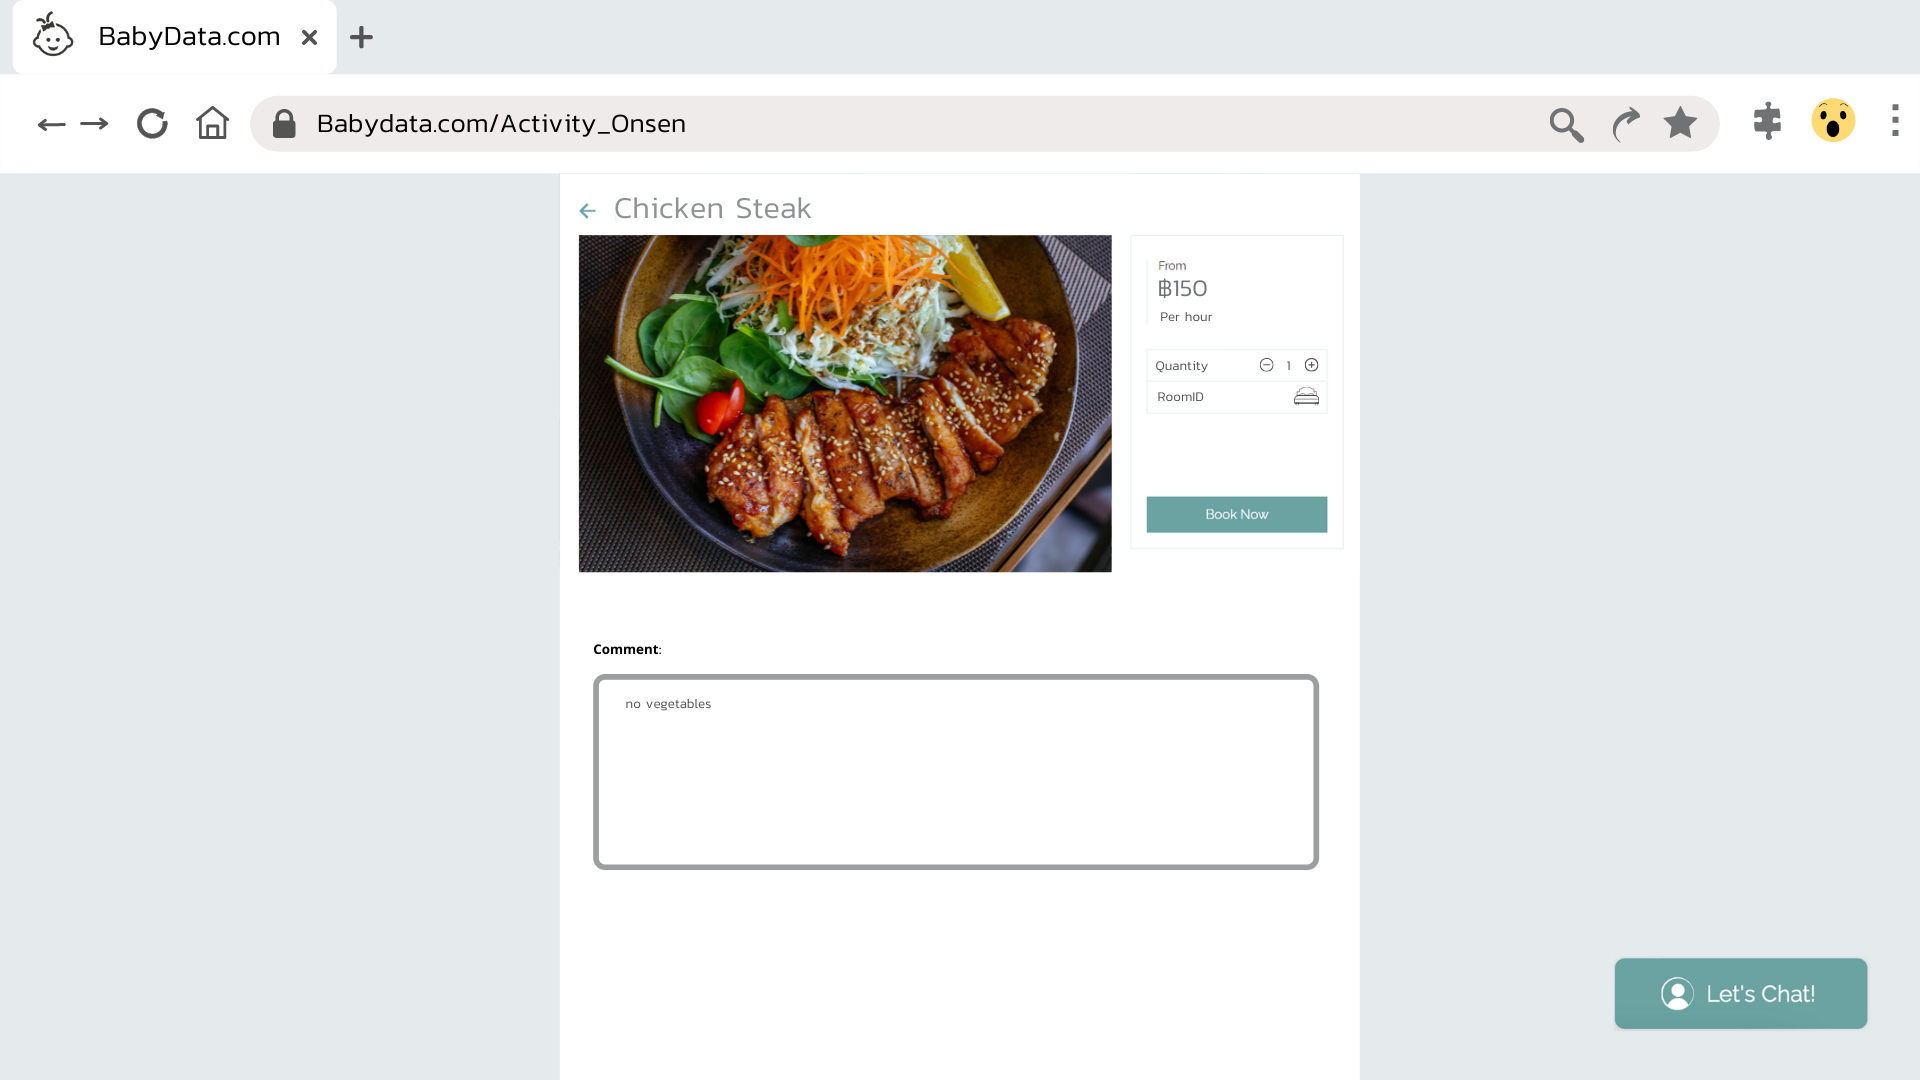 BabyData.com
Babydata.com/Activity_Onsen
Chicken Steak
From
฿150
Per hour
Quantity 1
RoomID
Book Now
Comment:
no vegetables
Let's Chat!